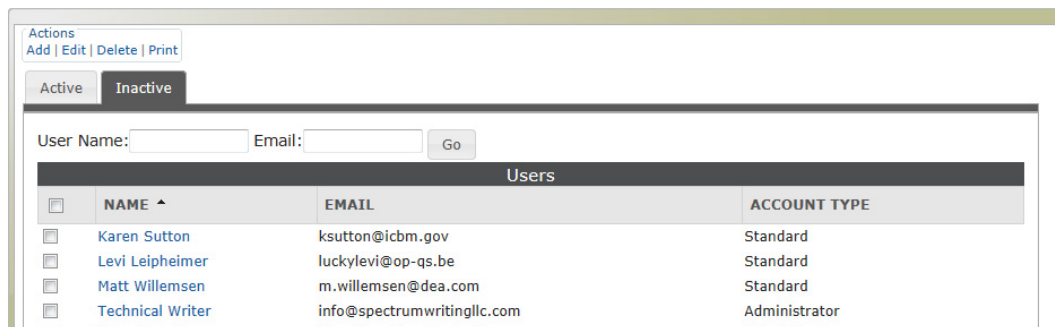 Actions
Add | Edit | Delete | Print
Active Inactive
User Name: Email: Go
Users
NAME EMAIL ACCOUNT TYPE
Karen Sutton ksutton@icbm.gov Standard
Levi Leipheimer luckylevi@op-qs.be Standard
Matt Willemsen m.willemsen@dea.com Standard
Technical Writer info@spectrumwritingllc.com Administrator